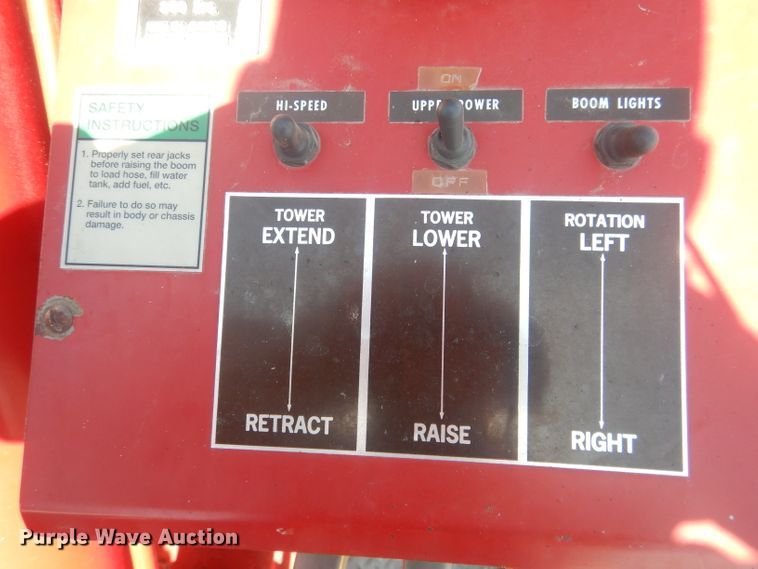 ON
HI-SPEED
UPPER POWER
BOOM LIGHTS
OFF
SAFETY
INSTRUCTIONS
1. Properly set rear jacks
before raising the boom
to load hose, fill water
tank, add fuel, etc.
2. Failure to do so may
result in body or chassis
damage.
TOWER
EXTEND
RETRACT
TOWER
LOWER
RAISE
ROTATION
LEFT
RIGHT
Purple Wave Auction